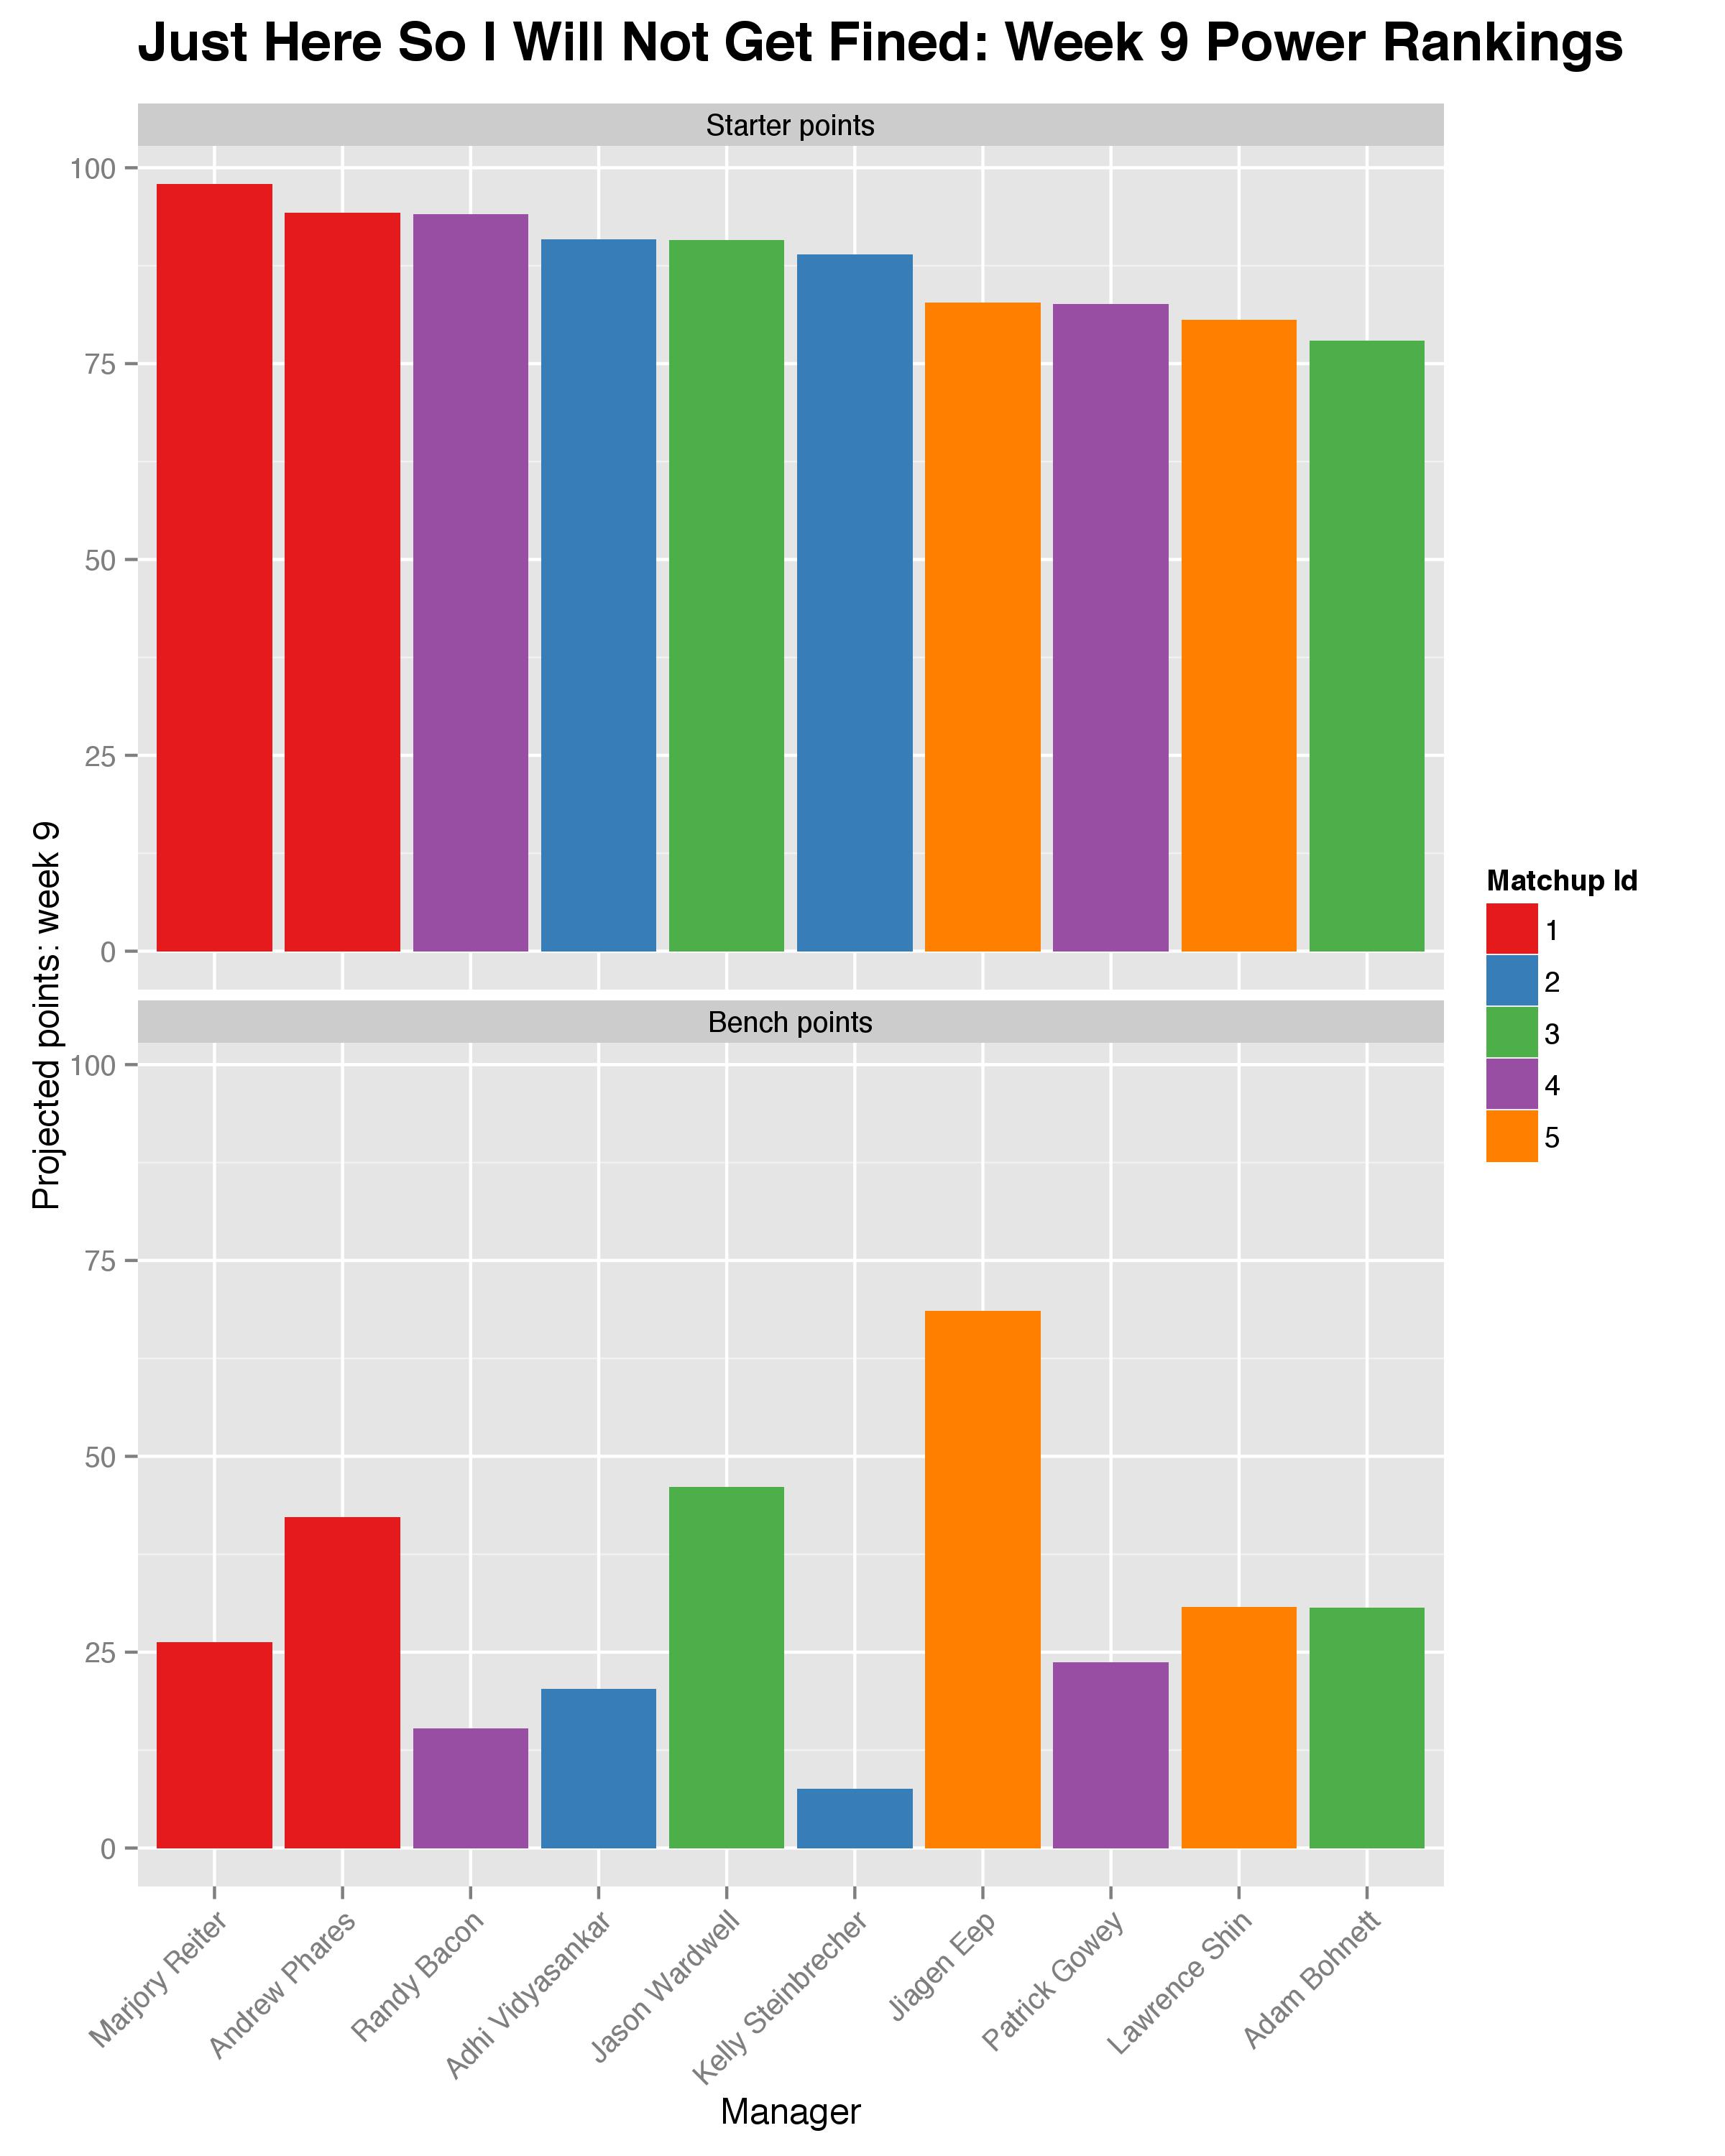 Just Here So I Will Not Get Fined: Week 9 Power Rankings
Starter points
100
75
50
25
0
Projected points: week 9
Bench points
100
75
50
25
0
Marjory Reiter
Andrew Phares
Randy Bacon
Adhi Vidyasankar
Jason Wardwell
Kelly Steinbrecher
Jiagen Eep
Patrick Gowey
Lawrence Shin
Adam Bohnett
Manager
Matchup Id
1
2
3
4
5